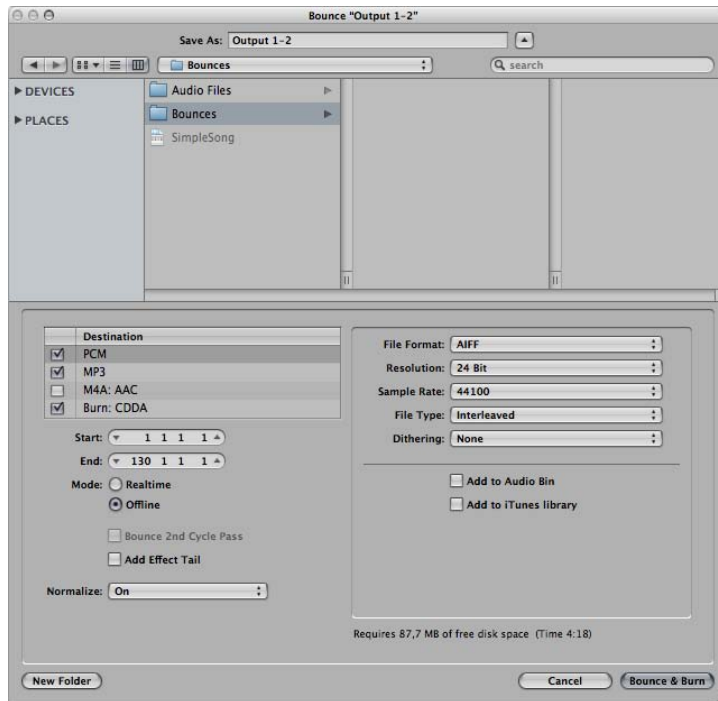 Bounce "Output 1-2"
Save As: Output 1-2
Bounces
search
DEVICES
PLACES
Audio Files
Bounces
SimpleSong
Destination
PCM
MP3
M4A: AAC
Burn: CDDA
Start: 1 1 1 1
End: 130 1 1 1
Mode: Realtime
Offline
Bounce 2nd Cycle Pass
Add Effect Tail
Normalize: On
File Format: AIFF
Resolution: 24 Bit
Sample Rate: 44100
File Type: Interleaved
Dithering: None
Add to Audio Bin
Add to iTunes library
Requires 87,7 MB of free disk space (Time 4:18)
New Folder
Cancel
Bounce & Burn